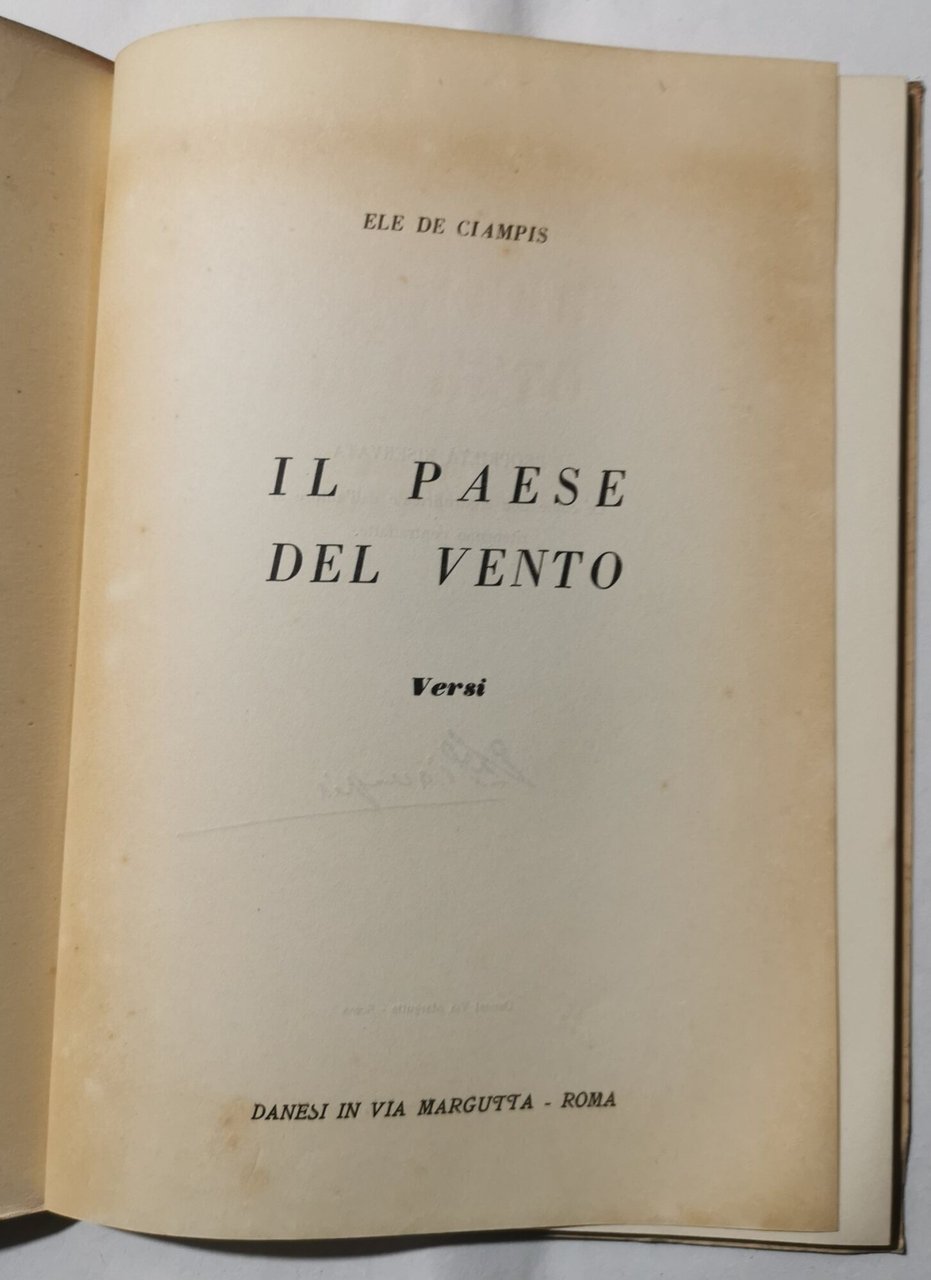 ELE DE CIAMPIS
IL PAESE
DEL VENTO
Versi
DANESI IN VIA MARGUTTA - ROMA